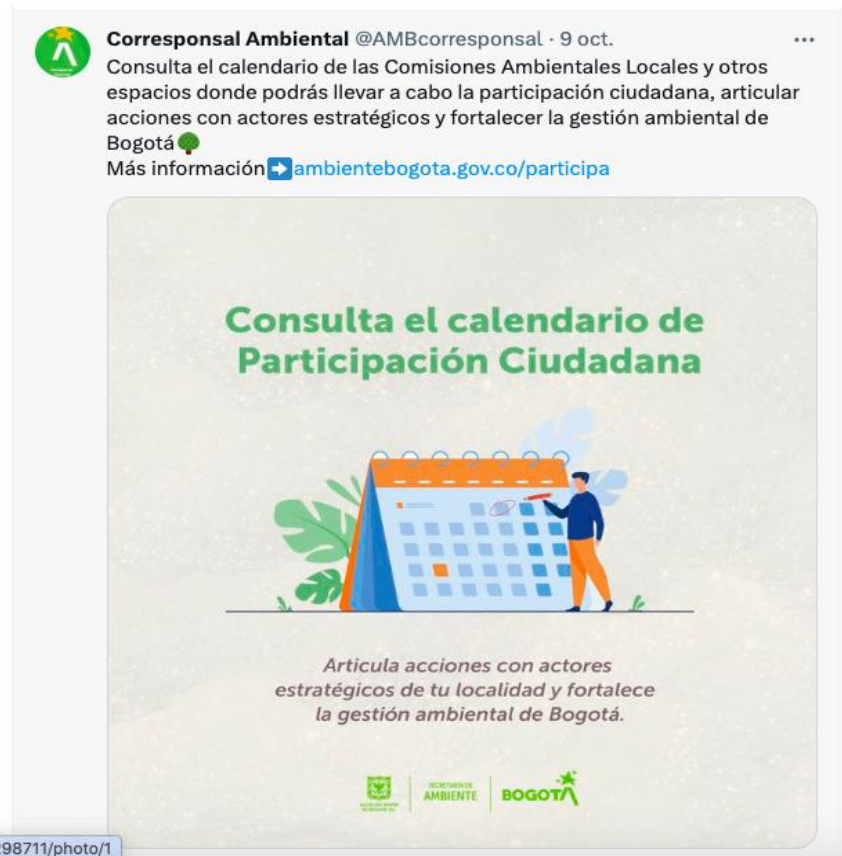 Corresponsal Ambiental @AMBcorresponsal · 9 oct.
Consulta el calendario de las Comisiones Ambientales Locales y otros
espacios donde podrás llevar a cabo la participación ciudadana, articular
acciones con actores estratégicos y fortalecer la gestión ambiental de
Bogotá🌳
Más información➡️ambientebogota.gov.co/participa
Consulta el calendario de
Participación Ciudadana
Articula acciones con actores
estratégicos de tu localidad y fortalece
la gestión ambiental de Bogotá.
SECRETARÍA DE
AMBIENTE
BOGOTÁ
298711/photo/1